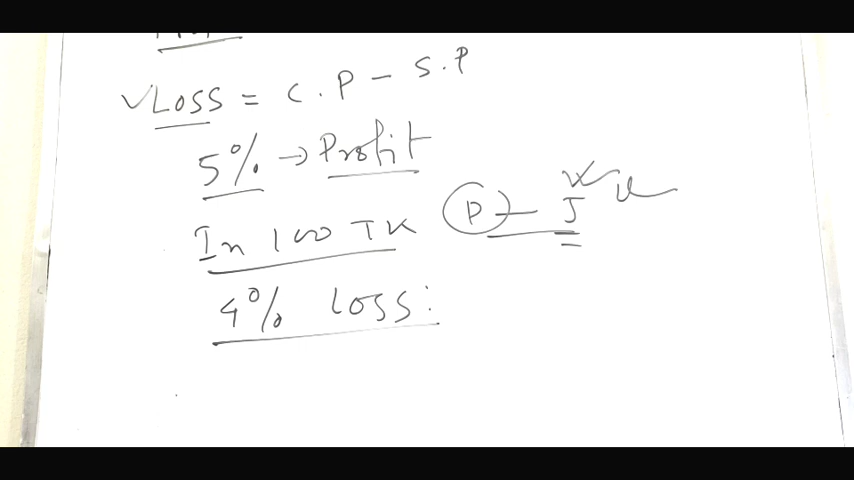 ✓Loss = C.P - S.P
5% → Profit
In 100 TK (P) - 5
4% Loss: